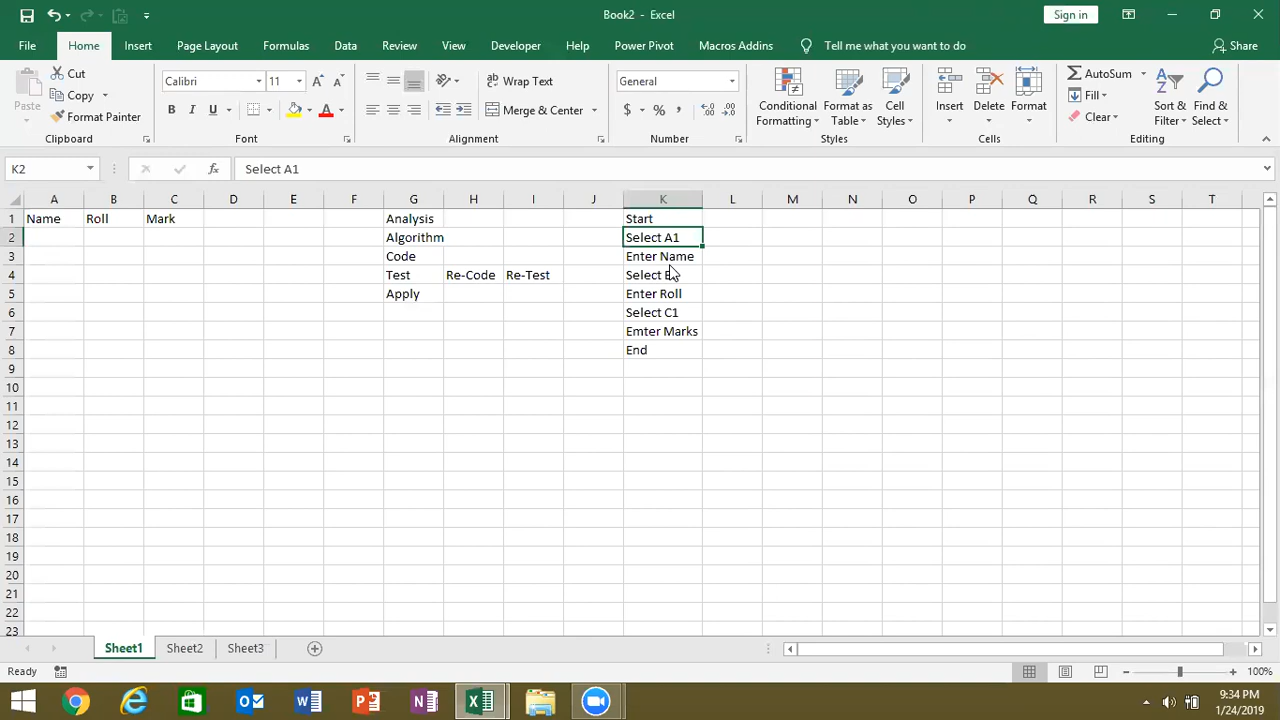 Book2 - Excel
Sign in
File Home Insert Page Layout Formulas Data Review View Developer Help Power Pivot Macros Addins Tell me what you want to do Share
Paste
Cut
Copy
Format Painter
Clipboard
Calibri 11
B I U
Font
Wrap Text
Merge & Center
Alignment
General
$ % ,
Number
Conditional Formatting
Format as Table
Cell Styles
Styles
Insert
Delete
Format
Cells
AutoSum
Fill
Clear
Sort & Filter
Find & Select
Editing
K2 fx Select A1
A B C D E F G H I J K L M N O P Q R S T
1 Name Roll Mark Analysis Start
2 Algorithm Select A1
3 Code Enter Name
4 Test Re-Code Re-Test Select
5 Apply Enter Roll
6 Select C1
7 Emter Marks
8 End
9
10
11
12
13
14
15
16
17
18
19
20
21
22
23
Sheet1 Sheet2 Sheet3
Ready 100%
9:34 PM
1/24/2019